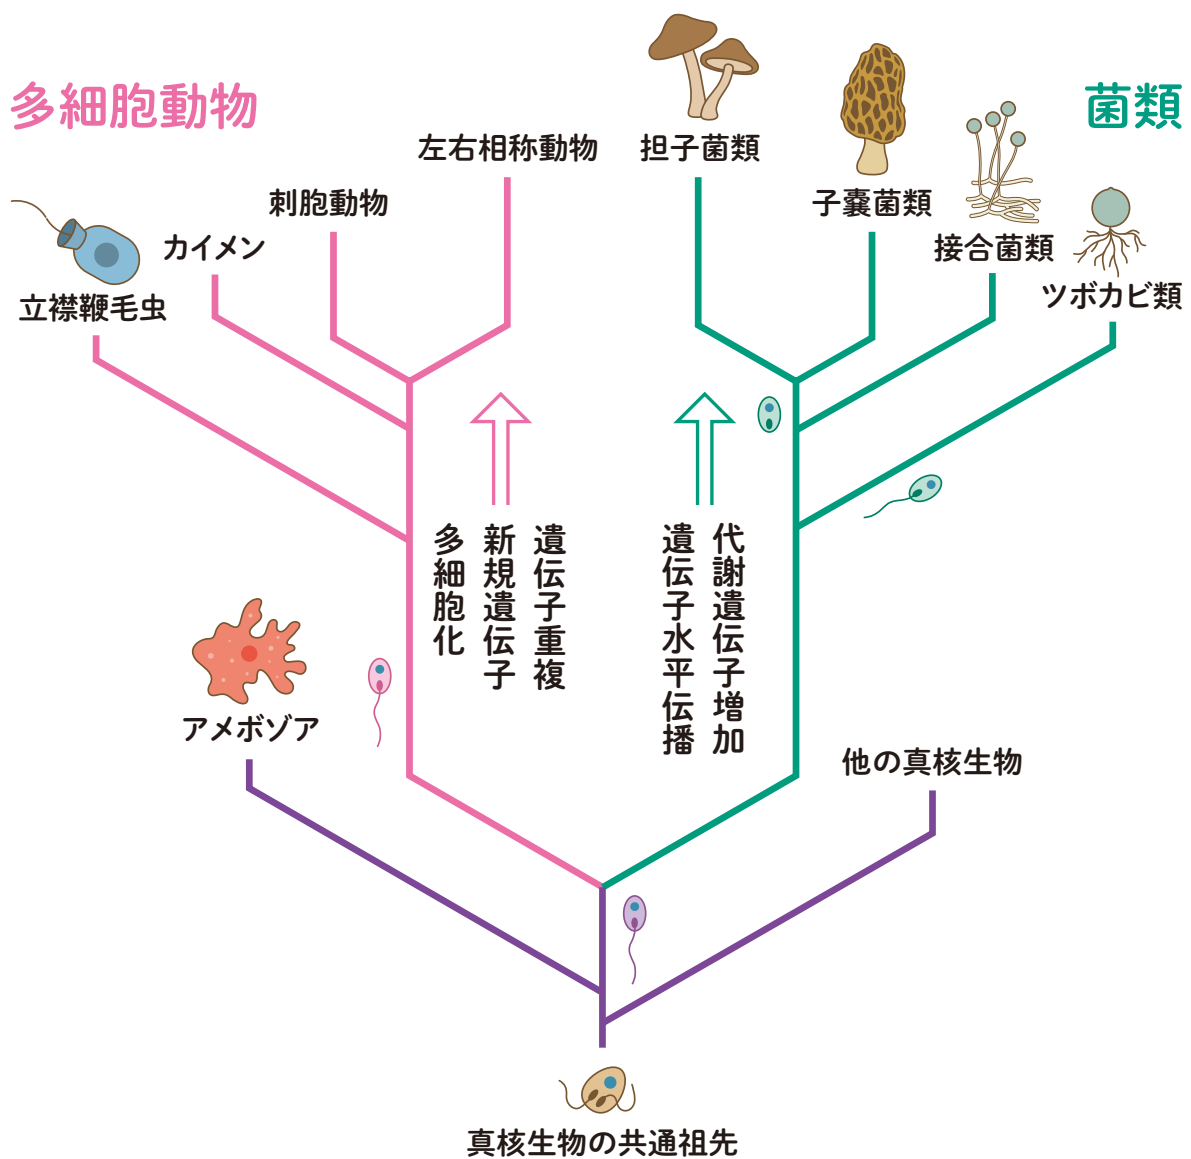 多細胞動物
菌類
左右相称動物
担子菌類
刺胞動物
子嚢菌類
カイメン
接合菌類
立襟鞭毛虫
ツボカビ類
遺伝子重複
新規遺伝子
多細胞化
代謝遺伝子増加
遺伝子水平伝播
アメボゾア
他の真核生物
真核生物の共通祖先